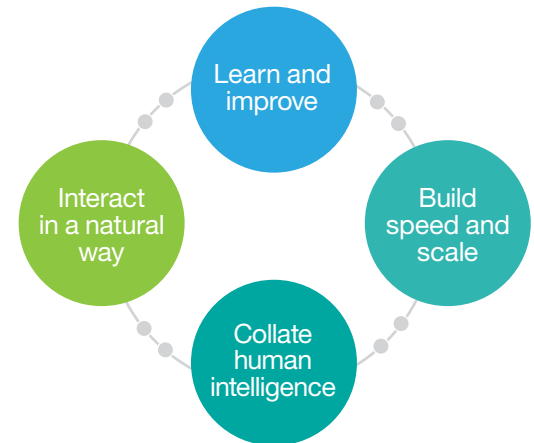 Learn and
improve
Interact
in a natural
way
Build
speed and
scale
Collate
human
intelligence